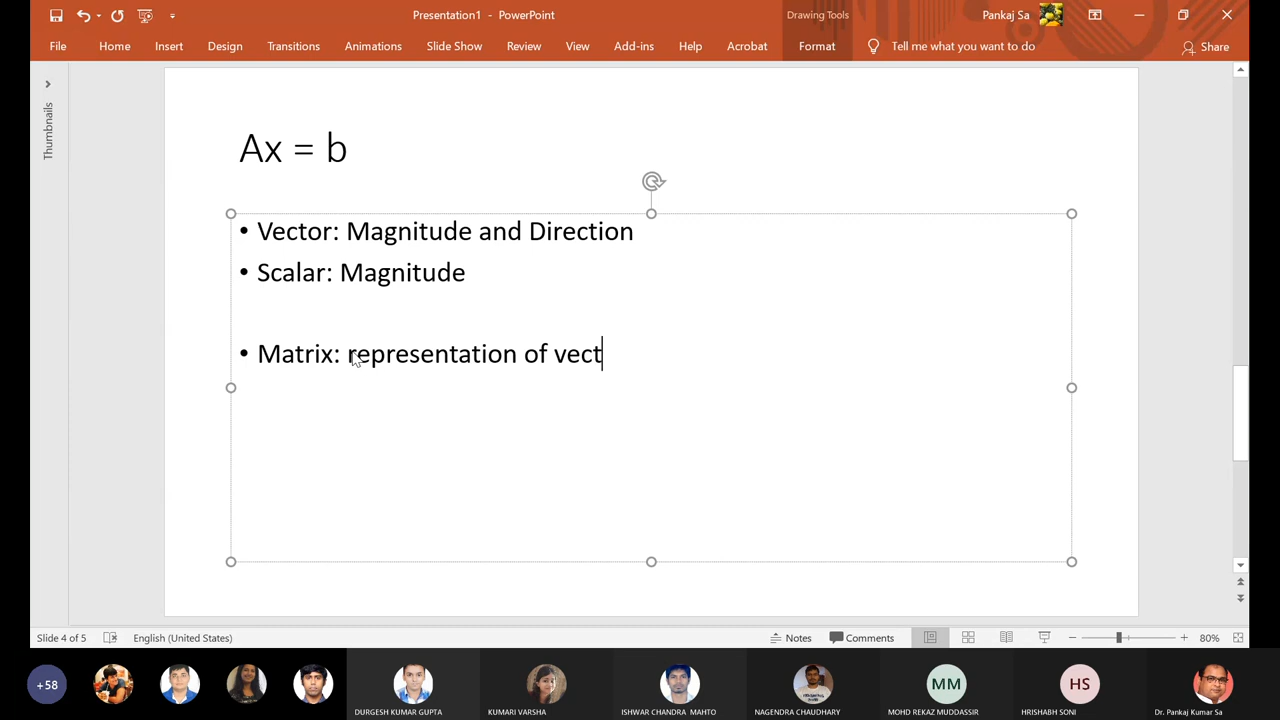 Presentation1 - PowerPoint
Drawing Tools
Pankaj Sa
File Home Insert Design Transitions Animations Slide Show Review View Add-ins Help Acrobat Format Tell me what you want to do Share
Thumbnails
Ax = b
• Vector: Magnitude and Direction
• Scalar: Magnitude
• Matrix: representation of vect
Slide 4 of 5 English (United States) Notes Comments 80%
+58 MM HS
DURGESH KUMAR GUPTA KUMARI VARSHA ISHWAR CHANDRA MAHTO NAGENDRA CHAUDHARY MOHD REKAZ MUDDASSIR HRISHABH SONI Dr. Pankaj Kumar Sa